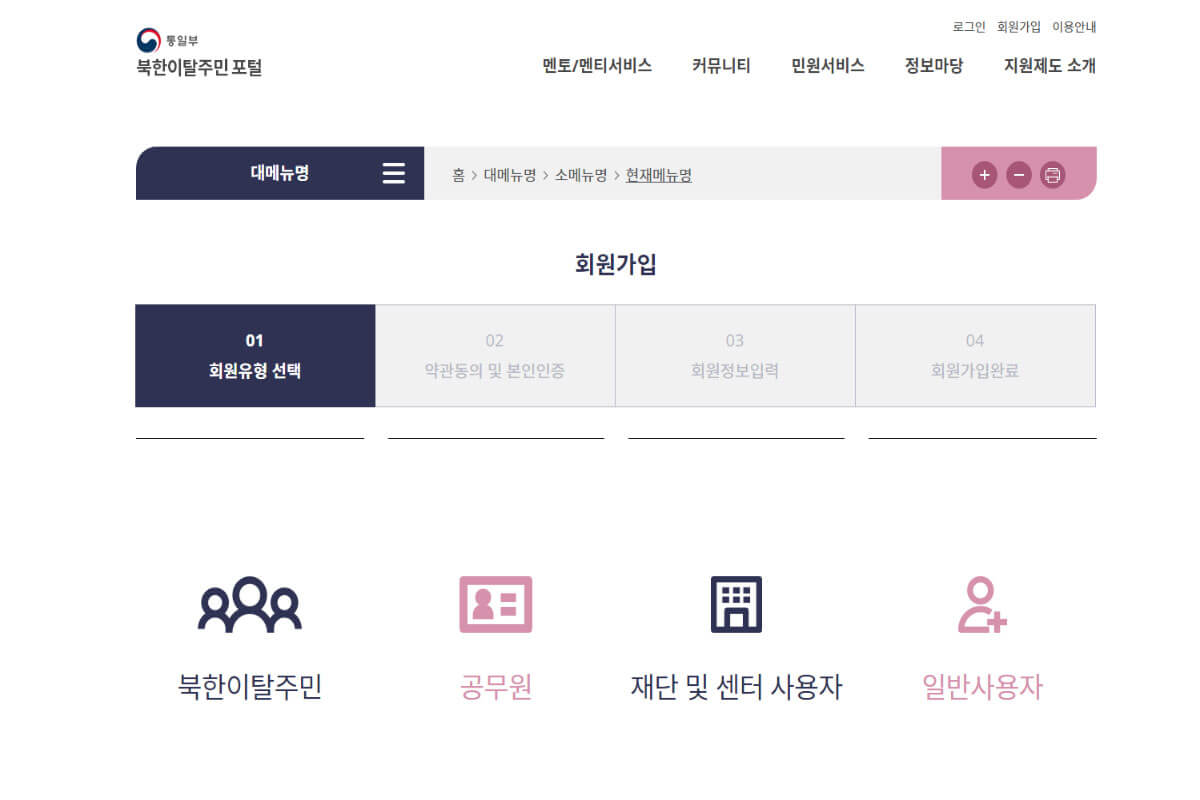 로그인 회원가입 이용안내
통일부
북한이탈주민 포털
멘토/멘티서비스 커뮤니티 민원서비스 정보마당 지원제도 소개
대메뉴명
홈 > 대메뉴명 > 소메뉴명 > 현재메뉴명
회원가입
01
회원유형 선택
02
약관동의 및 본인인증
03
회원정보입력
04
회원가입완료
북한이탈주민
공무원
재단 및 센터 사용자
일반사용자